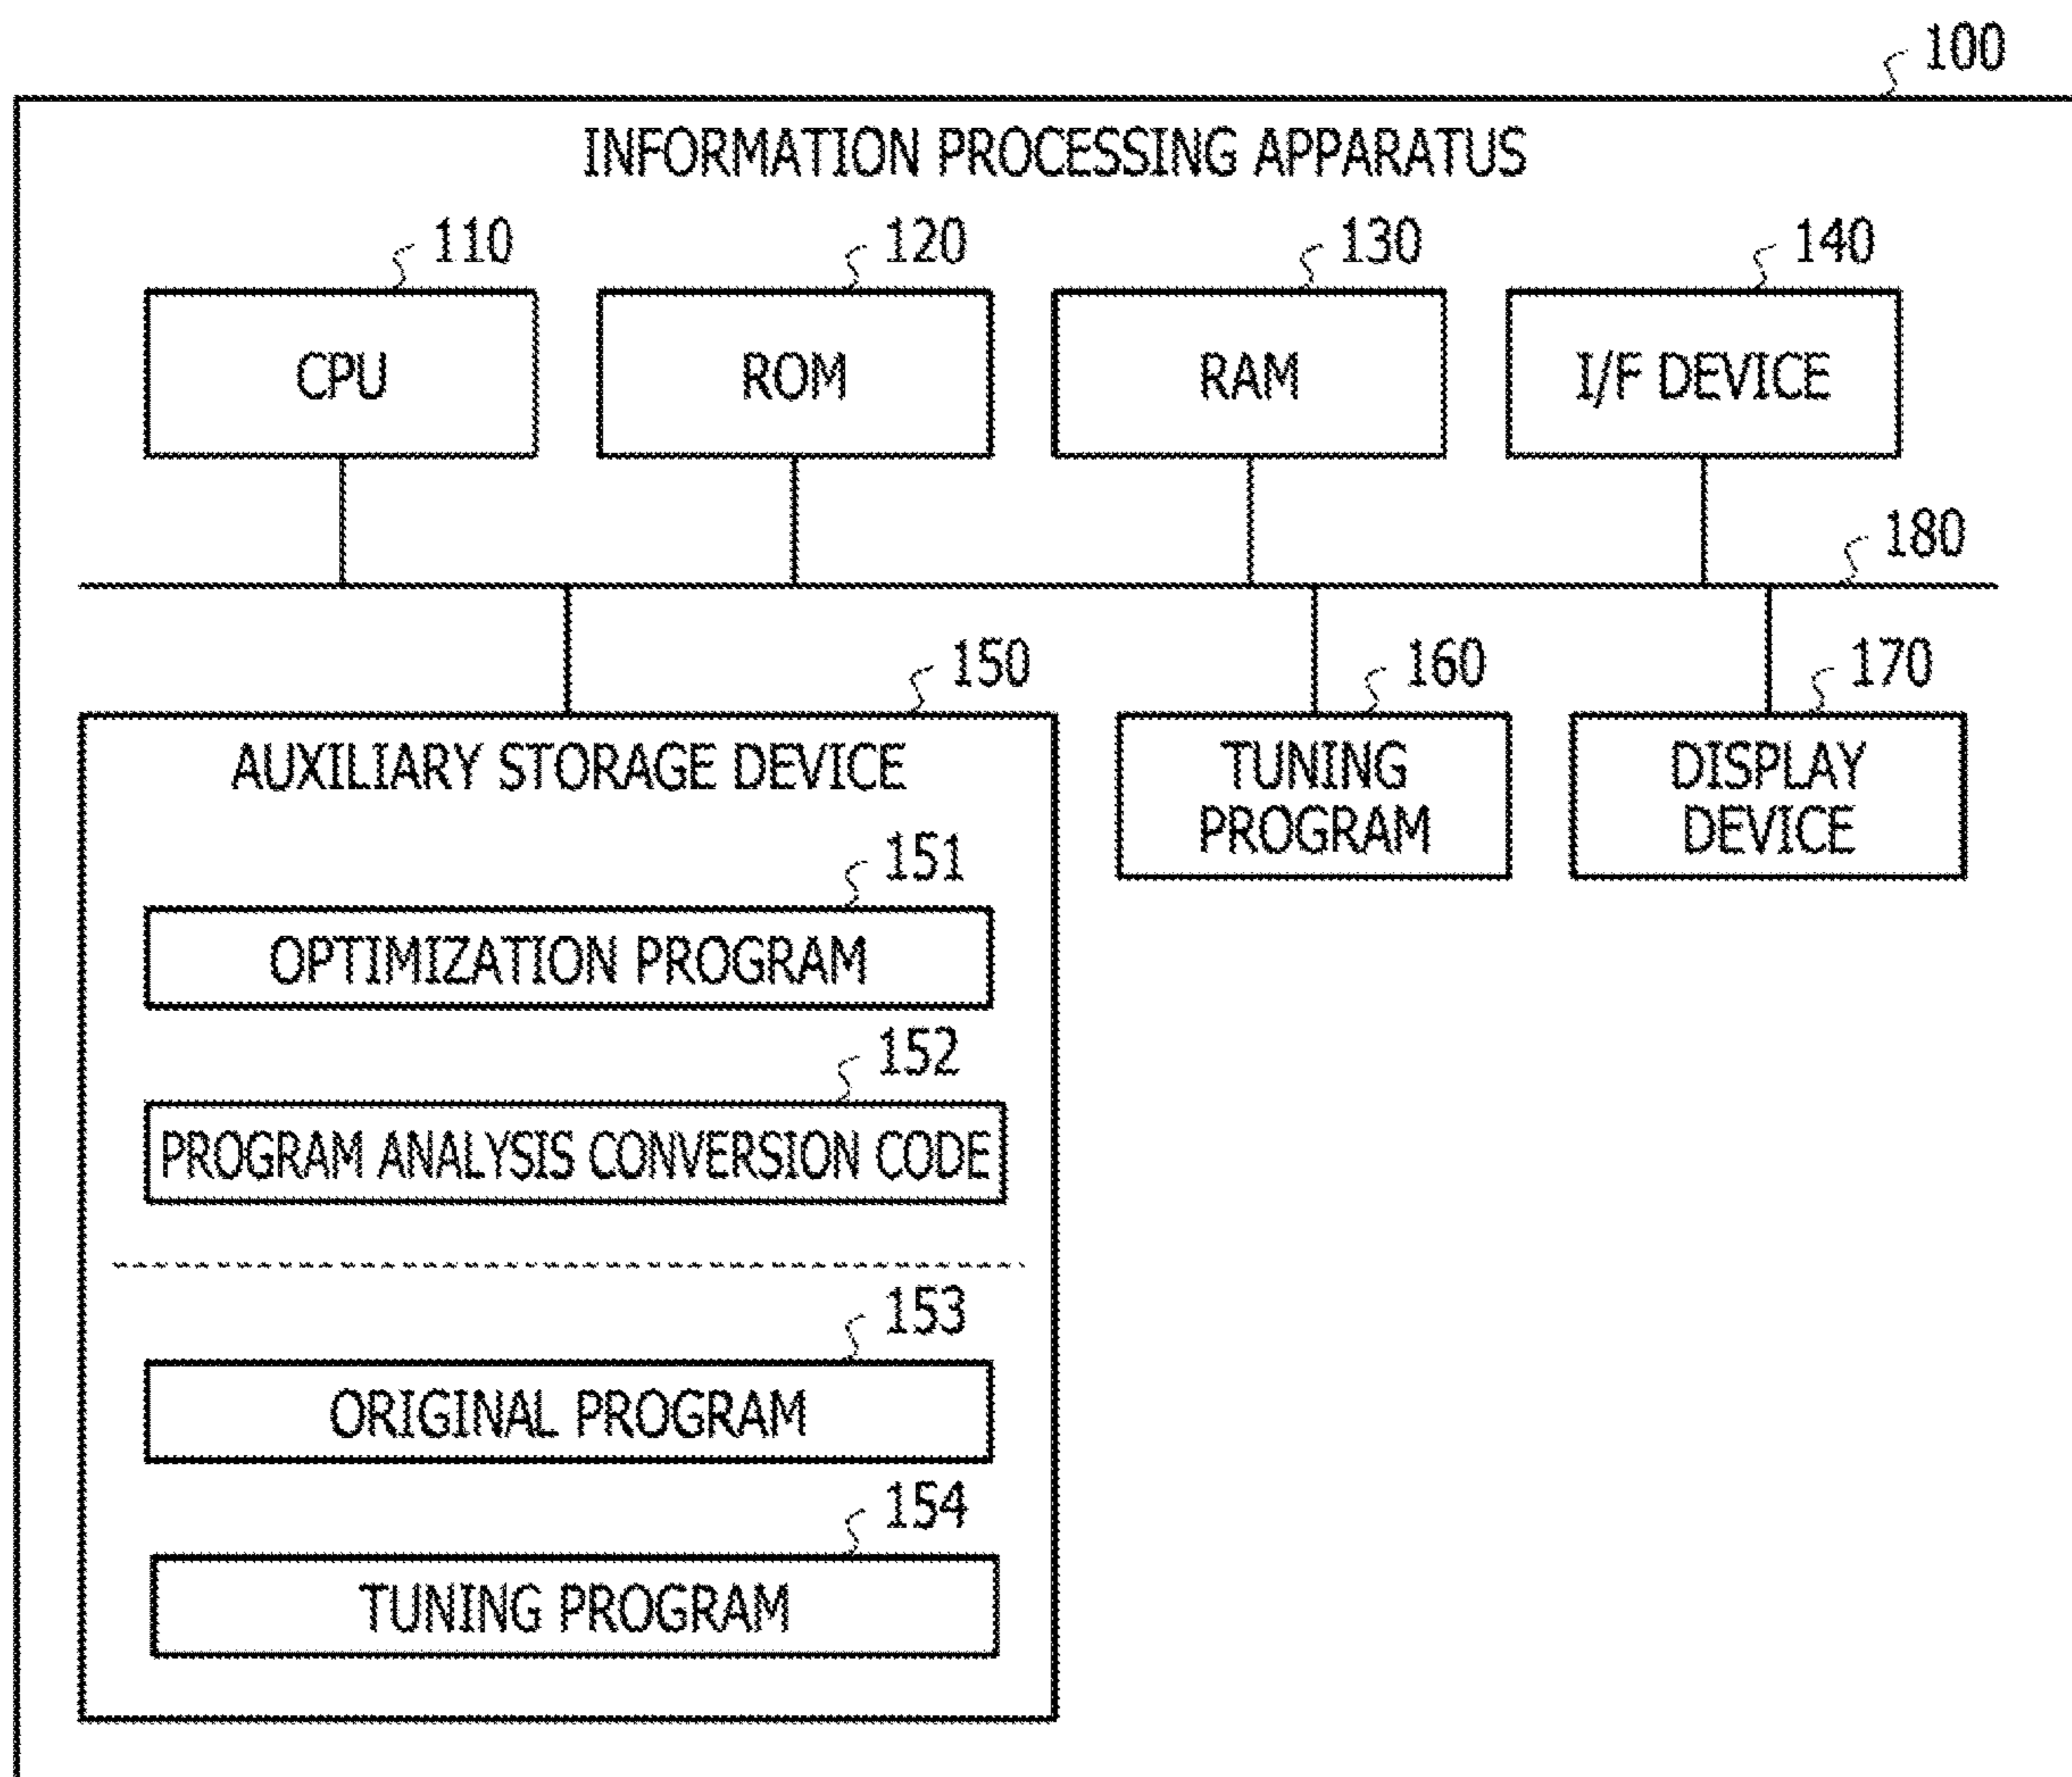 100
INFORMATION PROCESSING APPARATUS
110
120
130
140
CPU
ROM
RAM
I/F DEVICE
180
150
160
170
AUXILIARY STORAGE DEVICE
TUNING
PROGRAM
DISPLAY
DEVICE
151
OPTIMIZATION PROGRAM
152
PROGRAM ANALYSIS CONVERSION CODE
153
ORIGINAL PROGRAM
154
TUNING PROGRAM